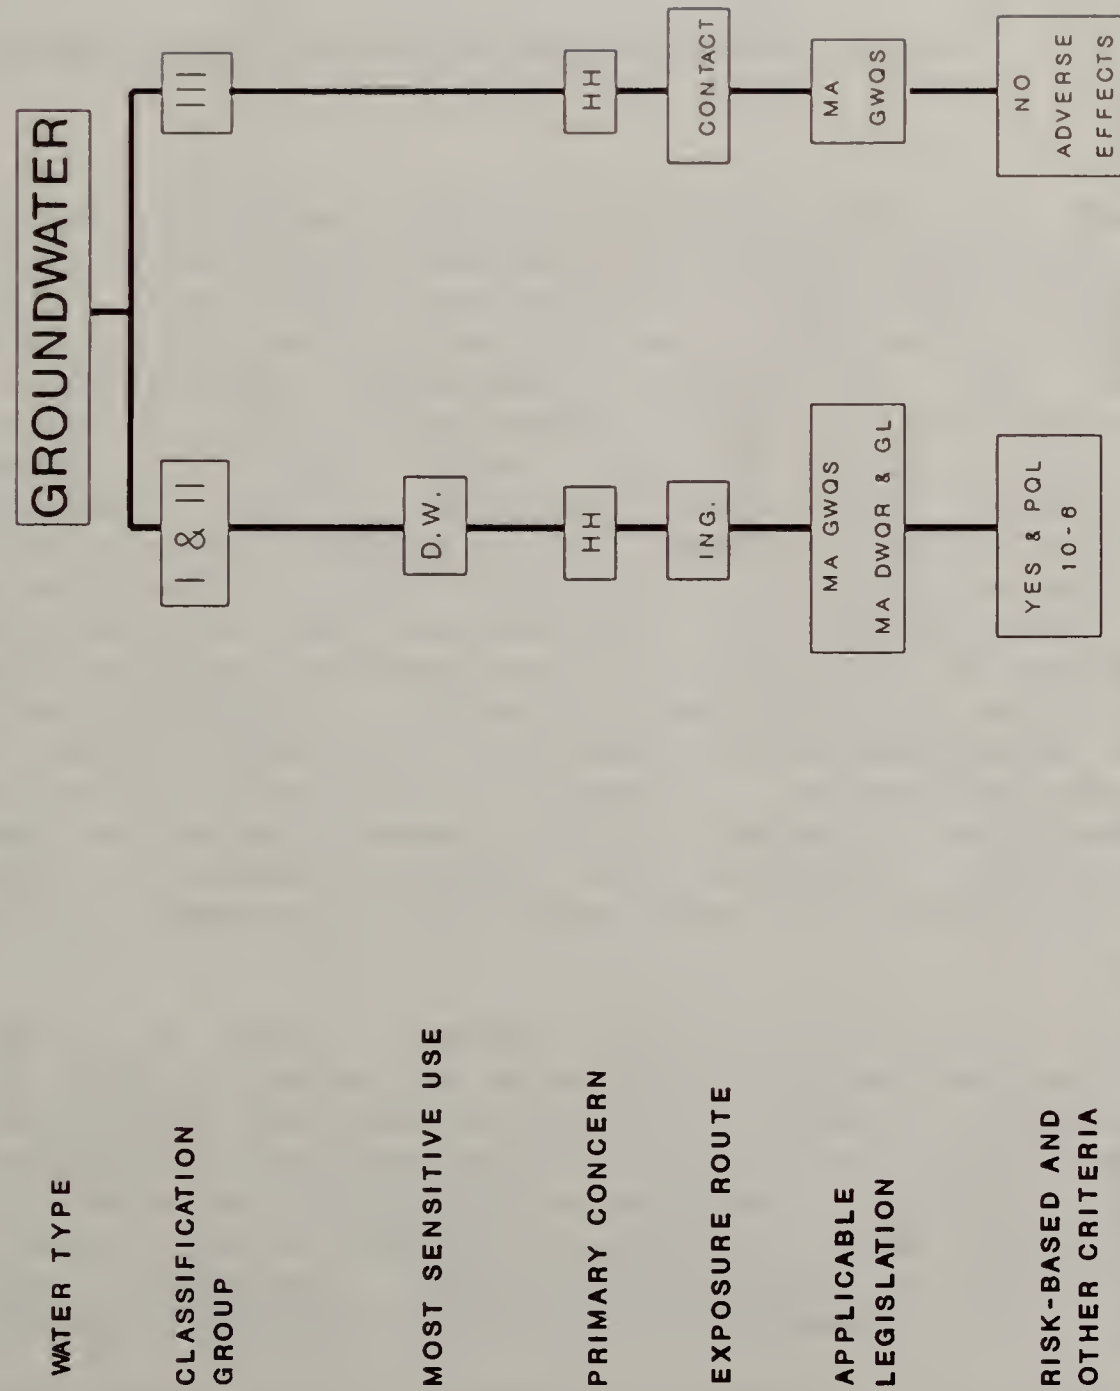 WATER TYPE
GROUNDWATER
CLASSIFICATION
GROUP
I & II
III
MOST SENSITIVE USE
D.W.
PRIMARY CONCERN
HH
HH
EXPOSURE ROUTE
ING.
CONTACT
APPLICABLE
LEGISLATION
MA GWQS
MA DWQR & GL
MA
GWQS
RISK-BASED AND
OTHER CRITERIA
YES & PQL
10-6
NO
ADVERSE
EFFECTS